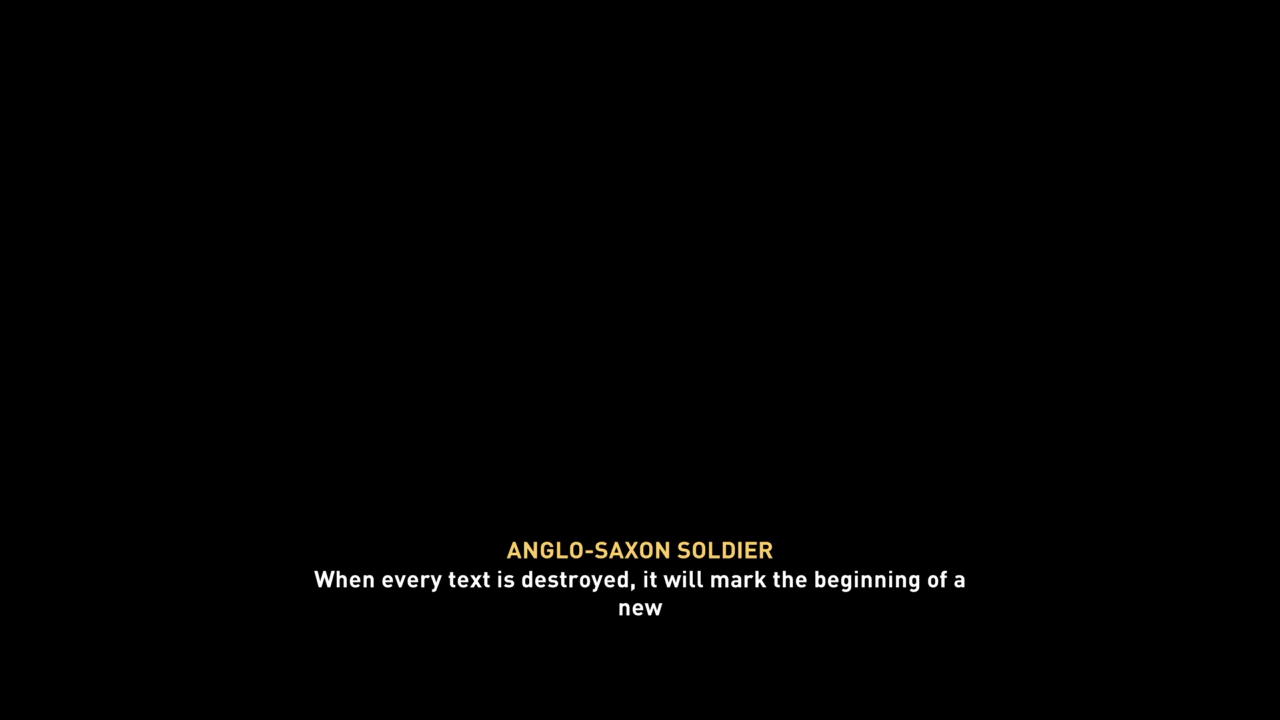 ANGLO-SAXON SOLDIER
When every text is destroyed, it will mark the beginning of a
new